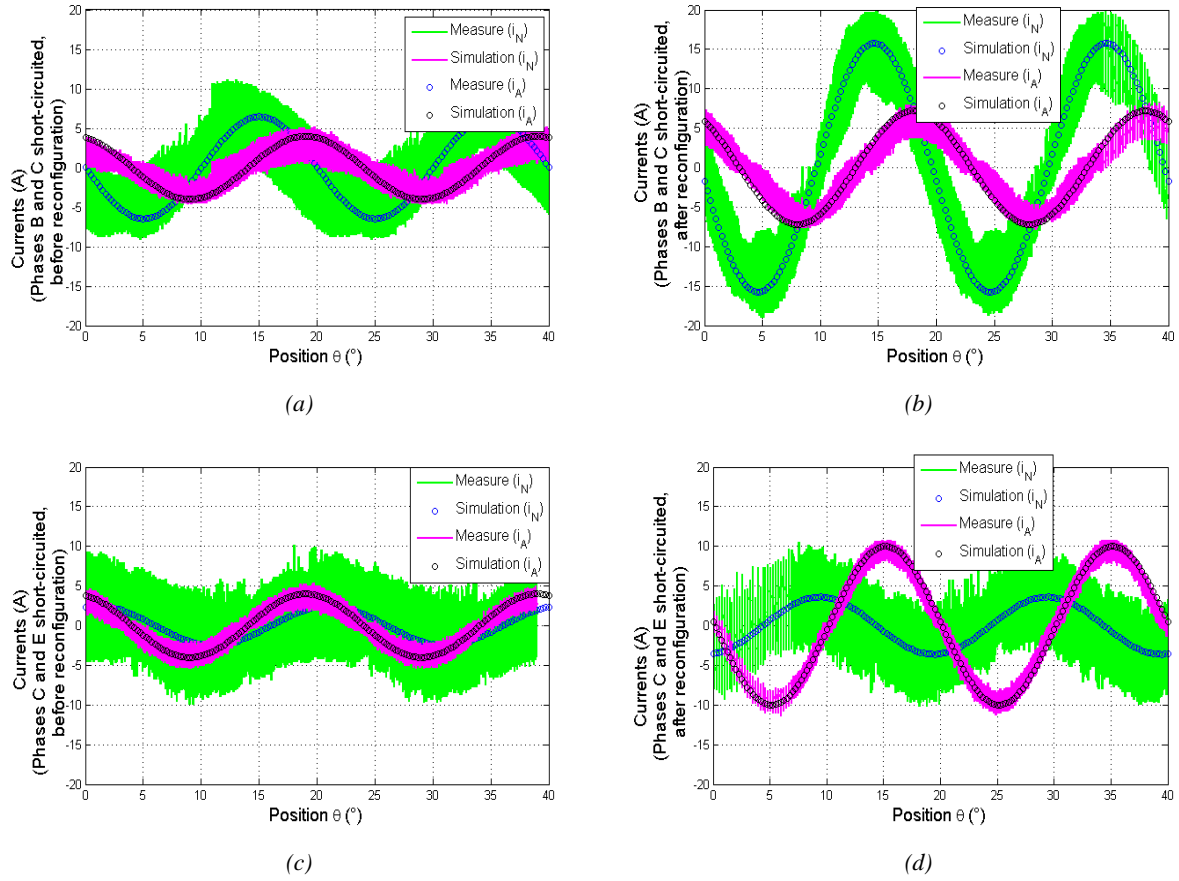 Currents (A)
(Phases B and C short-circuited,
before reconfiguration)
20
15
10
5
0
-5
-10
-15
-20
Measure (i_N)
Simulation (i_N)
Measure (i_A)
Simulation (i_A)
0 5 10 15 20 25 30 35 40
Position θ (°)
(a)
Currents (A)
(Phases B and C short-circuited,
after reconfiguration)
20
15
10
5
0
-5
-10
-15
-20
Measure (i_N)
Simulation (i_N)
Measure (i_A)
Simulation (i_A)
0 5 10 15 20 25 30 35 40
Position θ (°)
(b)
Currents (A)
(Phases C and E short-circuited,
before reconfiguration)
20
15
10
5
0
-5
-10
-15
-20
Measure (i_N)
Simulation (i_N)
Measure (i_A)
Simulation (i_A)
0 5 10 15 20 25 30 35 40
Position θ (°)
(c)
Currents (A)
(Phases C and E short-circuited,
after reconfiguration)
20
15
10
5
0
-5
-10
-15
-20
Measure (i_N)
Simulation (i_N)
Measure (i_A)
Simulation (i_A)
0 5 10 15 20 25 30 35 40
Position θ (°)
(d)